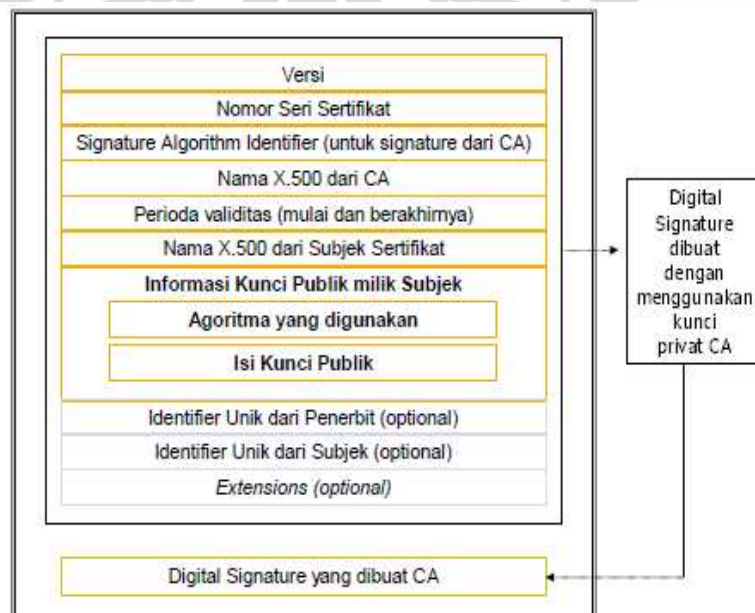 Versi
Nomor Seri Sertifikat
Signature Algorithm Identifier (untuk signature dari CA)
Nama X.500 dari CA
Perioda validitas (mulai dan berakhirnya)
Nama X.500 dari Subjek Sertifikat
Informasi Kunci Publik milik Subjek
Agoritma yang digunakan
Isi Kunci Publik
Identifier Unik dari Penerbit (optional)
Identifier Unik dari Subjek (optional)
Extensions (optional)
Digital Signature yang dibuat CA
Digital
Signature
dibuat
dengan
menggunakan
kunci
privat CA